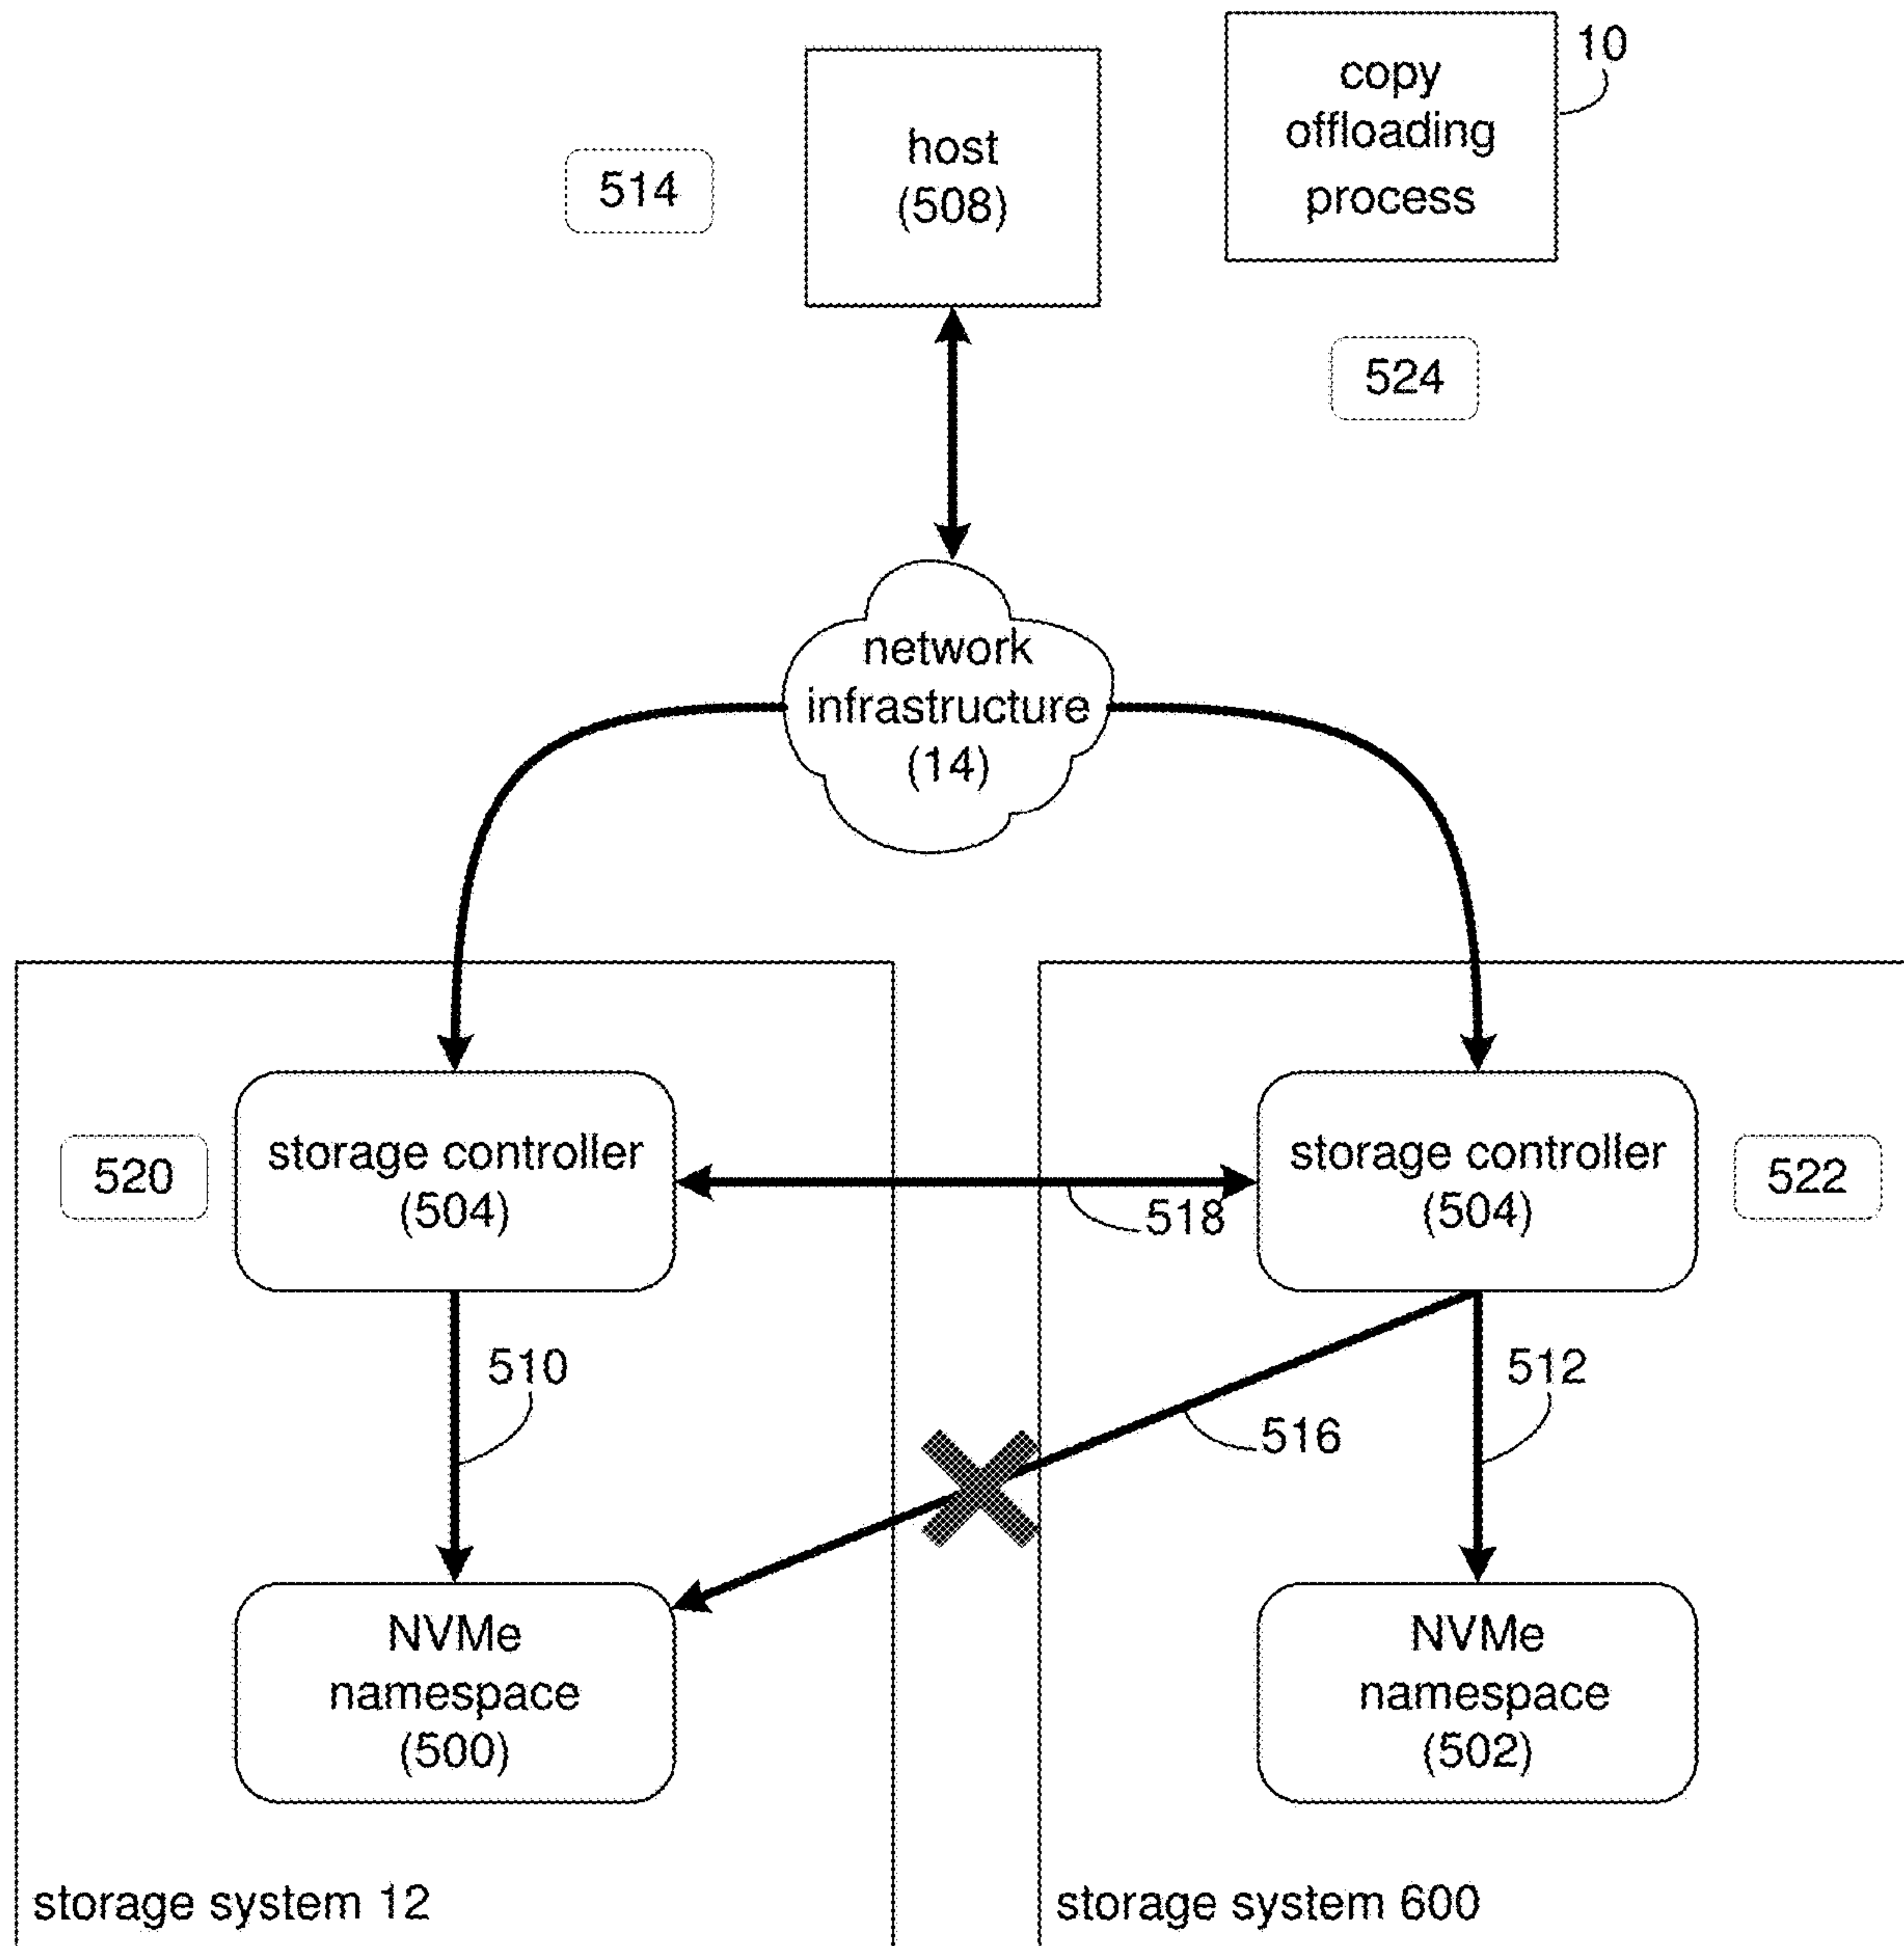 copy
offloading
process
10
host
(508)
514
524
network
infrastructure
(14)
storage controller
(504)
520
518
storage controller
(504)
522
510
516
512
NVMe
namespace
(500)
NVMe
namespace
(502)
storage system 12
storage system 600